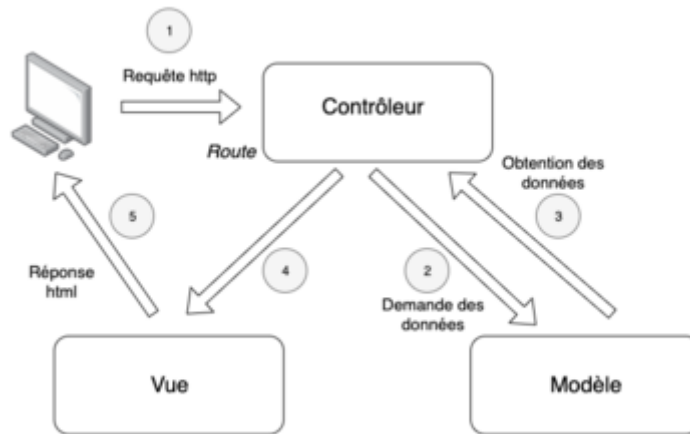 1
Requête http
Contrôleur
Route
Obtention des
données
3
5
4
2
Réponse
html
Demande des
données
Vue
Modèle